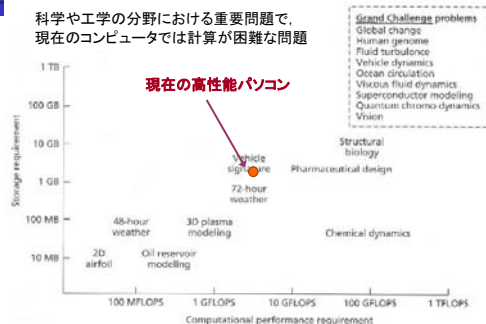 科学や工学の分野における重要問題で,
現在のコンピュータでは計算が困難な問題
Grand Challenge problems
Global change
Human genome
Fluid turbulence
Vehicle dynamics
Ocean circulation
Viscous fluid dynamics
Superconductor modeling
Quantum chromo dynamics
Vision
1 TB
現在の高性能パソコン
100 GB
Storage requirement
10 GB
Structural
biology
Vehicle
signature
Pharmaceutical design
1 GB
72-hour
weather
100 MB
48-hour
weather
3D plasma
modeling
Chemical dynamics
10 MB
2D
airfoil
Oil reservoir
modeling
100 MFLOPS
1 GFLOPS
10 GFLOPS
100 GFLOPS
1 TFLOPS
Computational performance requirement